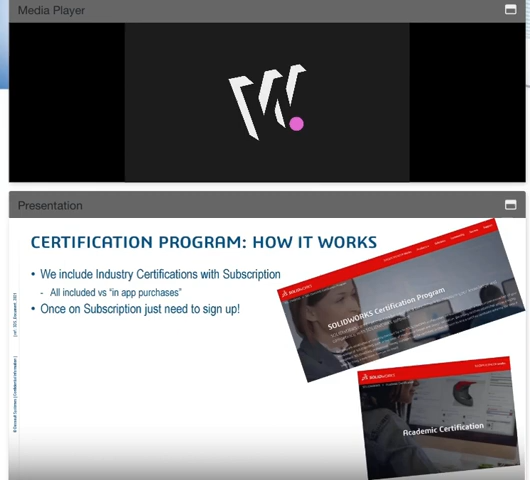 Media Player
Presentation
CERTIFICATION PROGRAM: HOW IT WORKS
• We include Industry Certifications with Subscription
- All included vs "in app purchases"
• Once on Subscription just need to sign up!
SOLIDWORKS
SOLIDWORKS Certification Program
SOLIDWORKS
Academic Certification